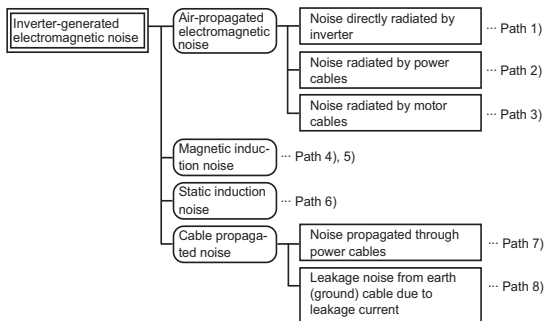 Inverter-generated
electromagnetic noise
Air-propagated
electromagnetic
noise
Noise directly radiated by
inverter
··· Path 1)
Noise radiated by power
cables
··· Path 2)
Noise radiated by motor
cables
··· Path 3)
Magnetic induc-
tion noise
··· Path 4), 5)
Static induction
noise
··· Path 6)
Cable propaga-
ted noise
Noise propagated through
power cables
··· Path 7)
Leakage noise from earth
(ground) cable due to
leakage current
··· Path 8)